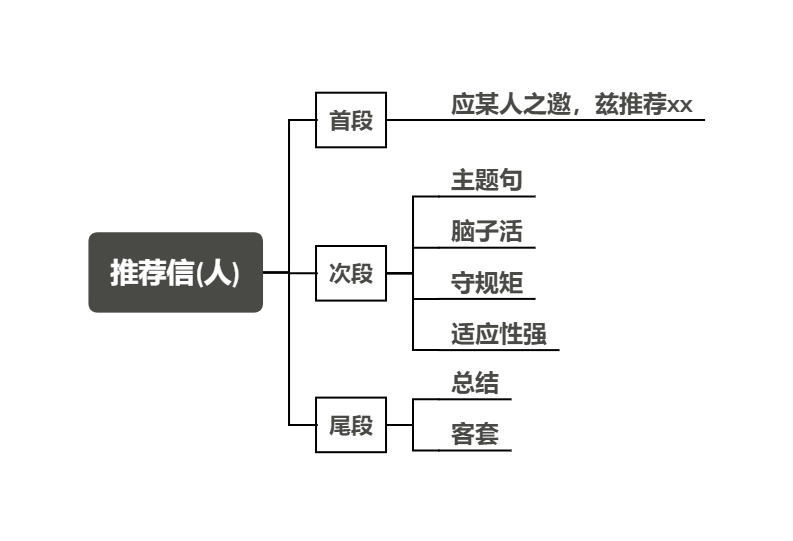 推荐信(人)
首段
应某人之邀，兹推荐xx
次段
主题句
脑子活
守规矩
适应性强
尾段
总结
客套